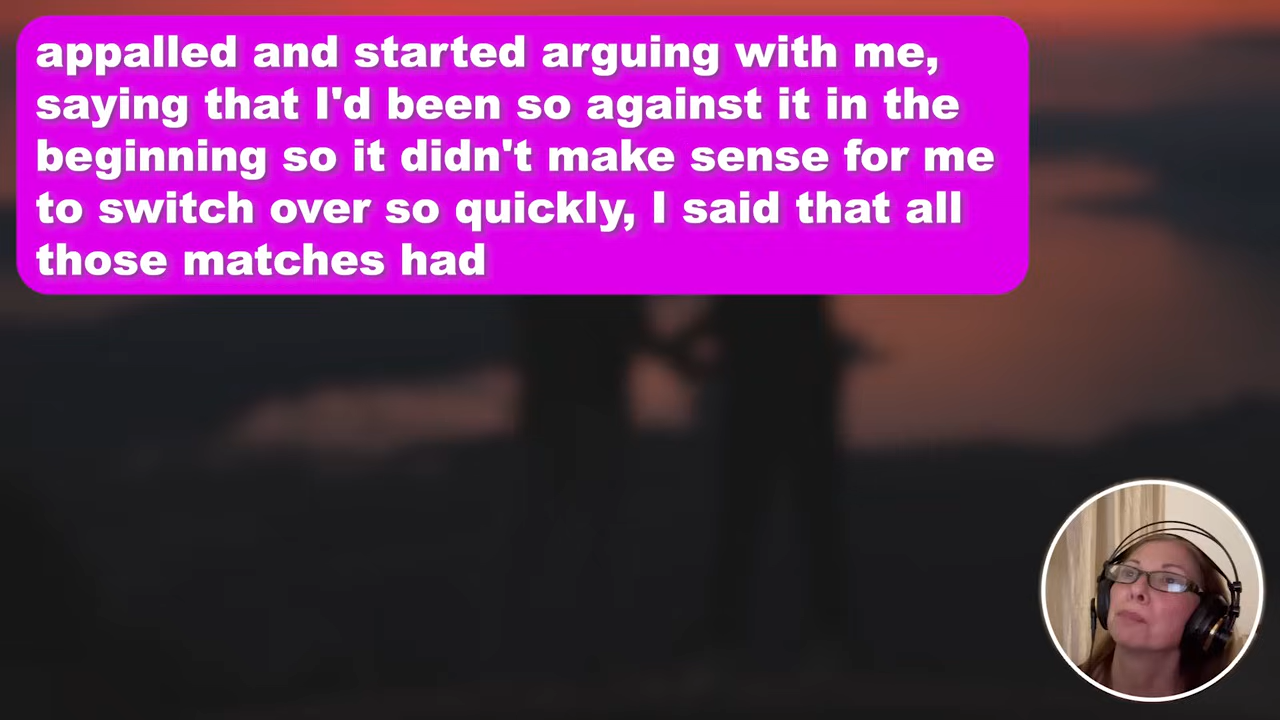 appalled and started arguing with me,
saying that I'd been so against it in the
beginning so it didn't make sense for me
to switch over so quickly, I said that all
those matches had